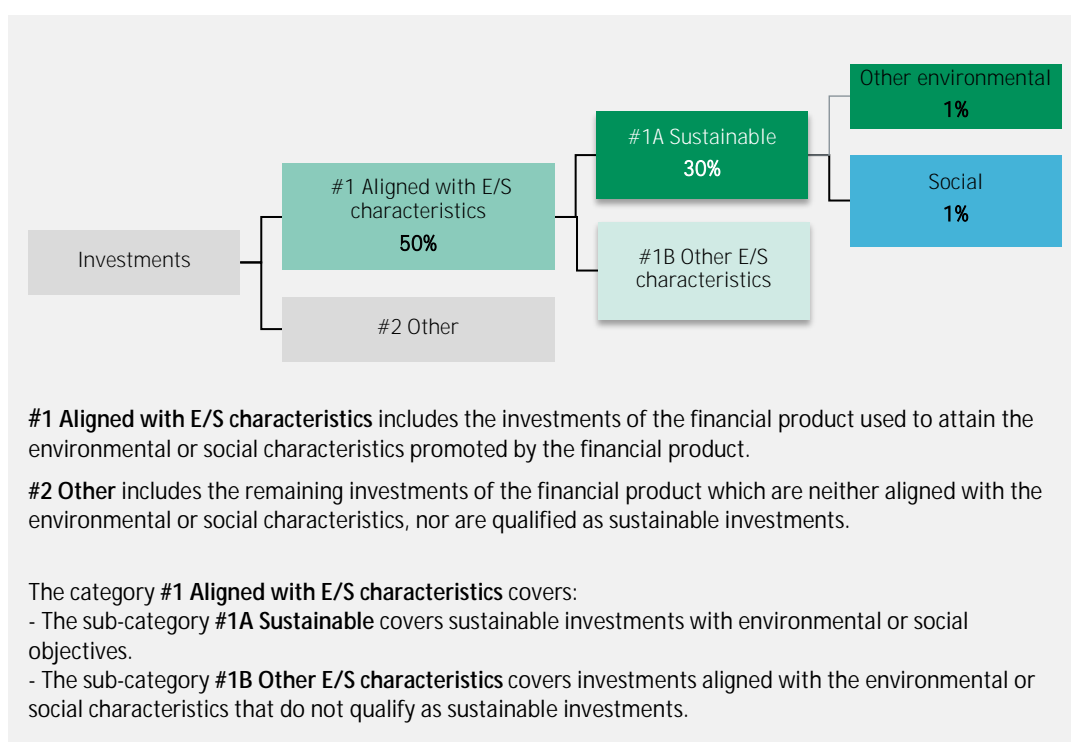 Other environmental
1%
#1A Sustainable
30%
#1 Aligned with E/S
characteristics
50%
Social
1%
Investments
#1B Other E/S
characteristics
#2 Other
#1 Aligned with E/S characteristics includes the investments of the financial product used to attain the
environmental or social characteristics promoted by the financial product.
#2 Other includes the remaining investments of the financial product which are neither aligned with the
environmental or social characteristics, nor are qualified as sustainable investments.
The category #1 Aligned with E/S characteristics covers:
- The sub-category #1A Sustainable covers sustainable investments with environmental or social
objectives.
- The sub-category #1B Other E/S characteristics covers investments aligned with the environmental or
social characteristics that do not qualify as sustainable investments.